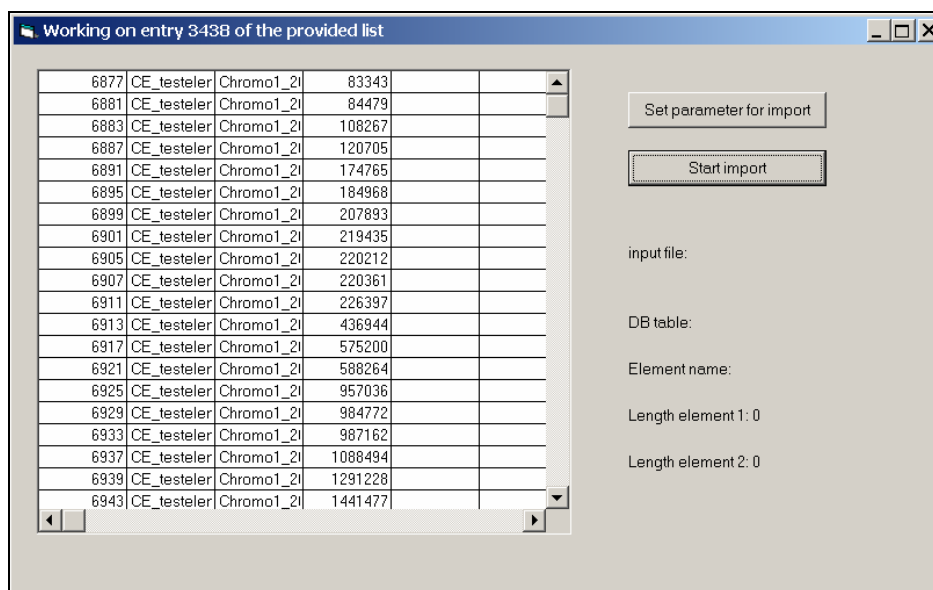 Working on entry 3438 of the provided list
6877 CE_testeler Chromo1_2 83343
6881 CE_testeler Chromo1_2 84479
6883 CE_testeler Chromo1_2 108267
6887 CE_testeler Chromo1_2 120705
6891 CE_testeler Chromo1_2 174765
6895 CE_testeler Chromo1_2 184968
6899 CE_testeler Chromo1_2 207893
6901 CE_testeler Chromo1_2 219435
6905 CE_testeler Chromo1_2 220212
6907 CE_testeler Chromo1_2 220361
6911 CE_testeler Chromo1_2 226397
6913 CE_testeler Chromo1_2 436944
6917 CE_testeler Chromo1_2 575200
6921 CE_testeler Chromo1_2 588264
6925 CE_testeler Chromo1_2 957036
6929 CE_testeler Chromo1_2 984772
6933 CE_testeler Chromo1_2 987162
6937 CE_testeler Chromo1_2 1088494
6939 CE_testeler Chromo1_2 1291228
6943 CE_testeler Chromo1_2 1441477
Set parameter for import
Start import
input file:
DB table:
Element name:
Length element 1: 0
Length element 2: 0